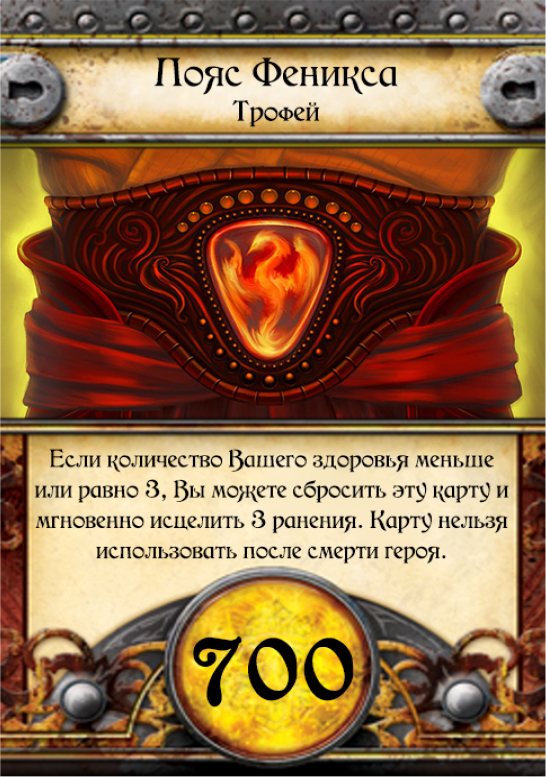 Пояс Феникса
Трофей
Если количество Вашего здоровья меньше
или равно 3, Вы можете сбросить эту карту и
мгновенно исцелить 3 ранения. Карту нельзя
использовать после смерти героя.
700